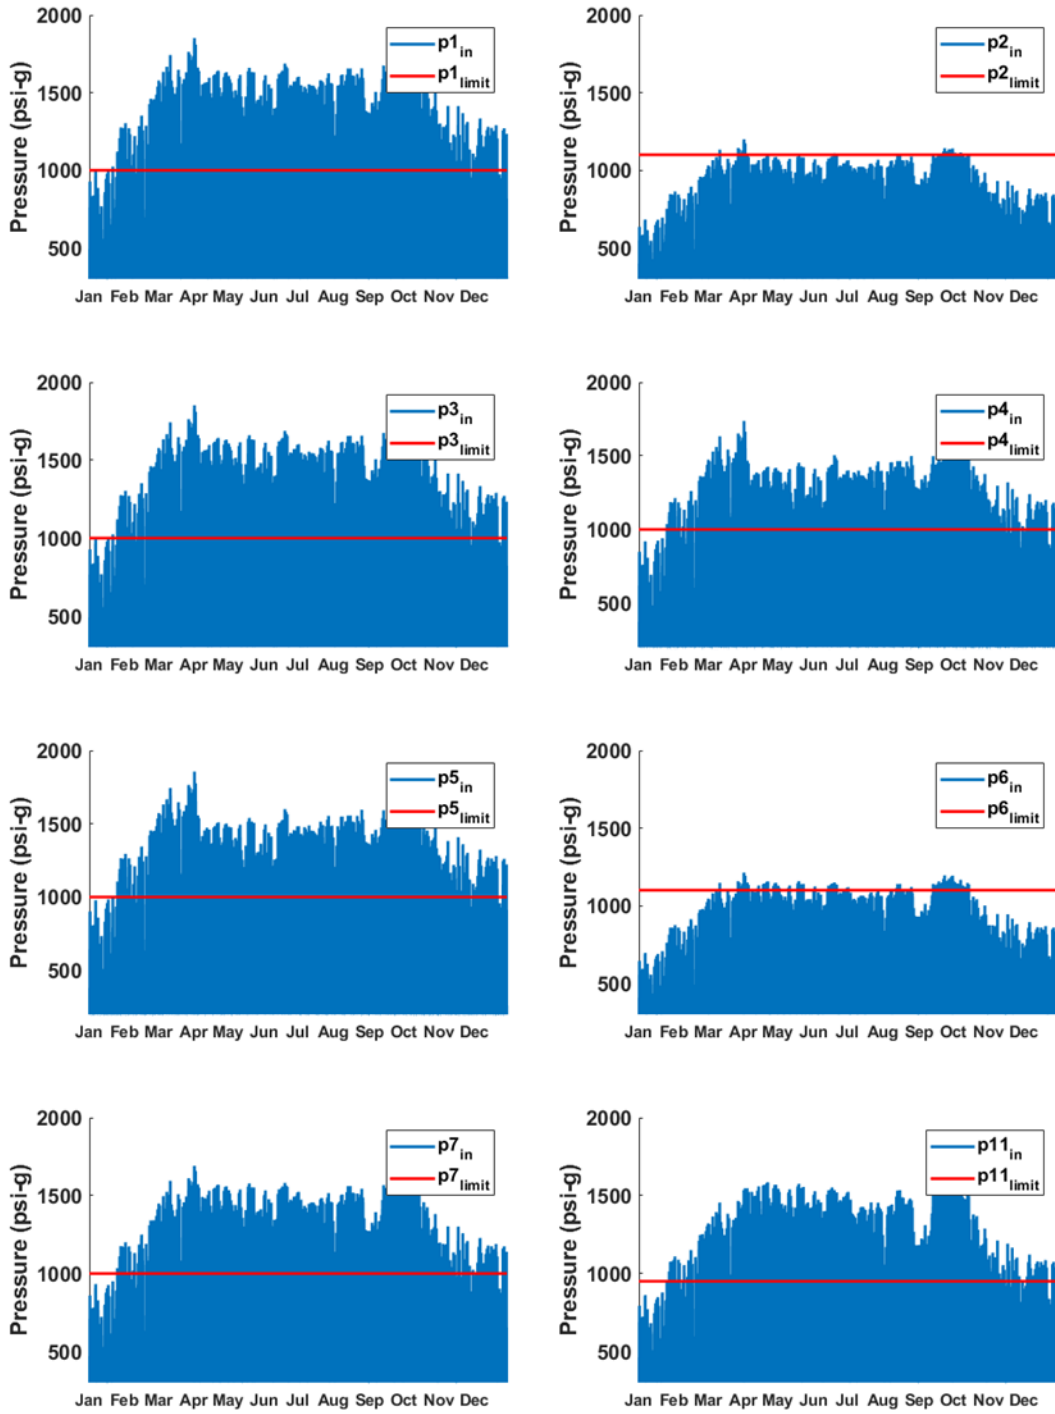 2000
1500
1000
500
Pressure (psi-g)
p1in
p1limit
Jan Feb Mar Apr May Jun Jul Aug Sep Oct Nov Dec
2000
1500
1000
500
Pressure (psi-g)
p2in
p2limit
Jan Feb Mar Apr May Jun Jul Aug Sep Oct Nov Dec
2000
1500
1000
500
Pressure (psi-g)
p3in
p3limit
Jan Feb Mar Apr May Jun Jul Aug Sep Oct Nov Dec
2000
1500
1000
500
Pressure (psi-g)
p4in
p4limit
Jan Feb Mar Apr May Jun Jul Aug Sep Oct Nov Dec
2000
1500
1000
500
Pressure (psi-g)
p5in
p5limit
Jan Feb Mar Apr May Jun Jul Aug Sep Oct Nov Dec
2000
1500
1000
500
Pressure (psi-g)
p6in
p6limit
Jan Feb Mar Apr May Jun Jul Aug Sep Oct Nov Dec
2000
1500
1000
500
Pressure (psi-g)
p7in
p7limit
Jan Feb Mar Apr May Jun Jul Aug Sep Oct Nov Dec
2000
1500
1000
500
Pressure (psi-g)
p11in
p11limit
Jan Feb Mar Apr May Jun Jul Aug Sep Oct Nov Dec